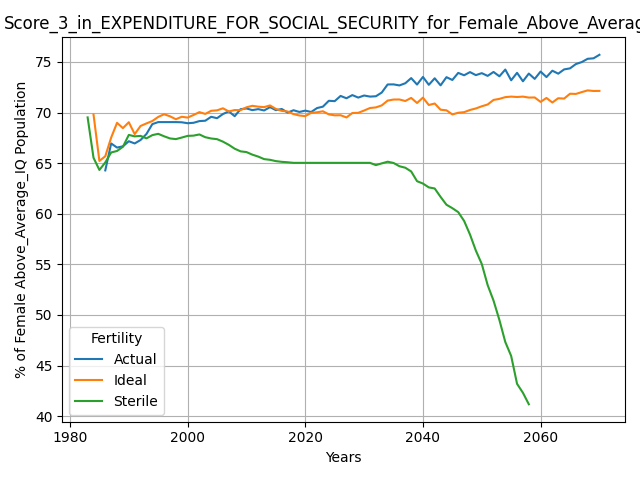 Score_3_in_EXPENDITURE_FOR_SOCIAL_SECURITY_for_Female_Above_Averag
% of Female Above_Average_IQ Population
75
70
65
60
55
50
45
40
Fertility
Actual
Ideal
Sterile
1980
2000
2020
2040
2060
Years